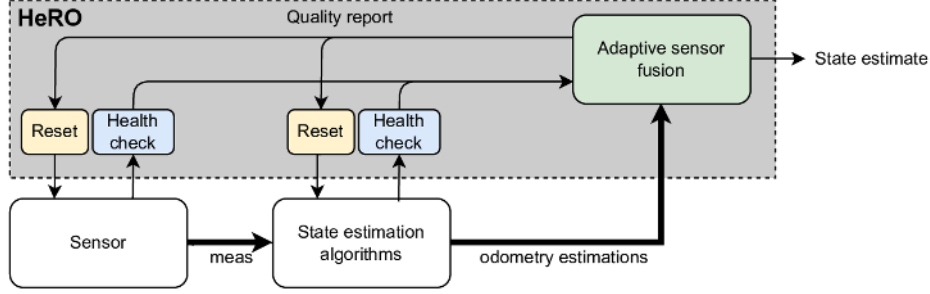 HeRO
Quality report
Adaptive sensor
fusion
State estimate
Reset
Health
check
Reset
Health
check
Sensor
meas
State estimation
algorithms
odometry estimations